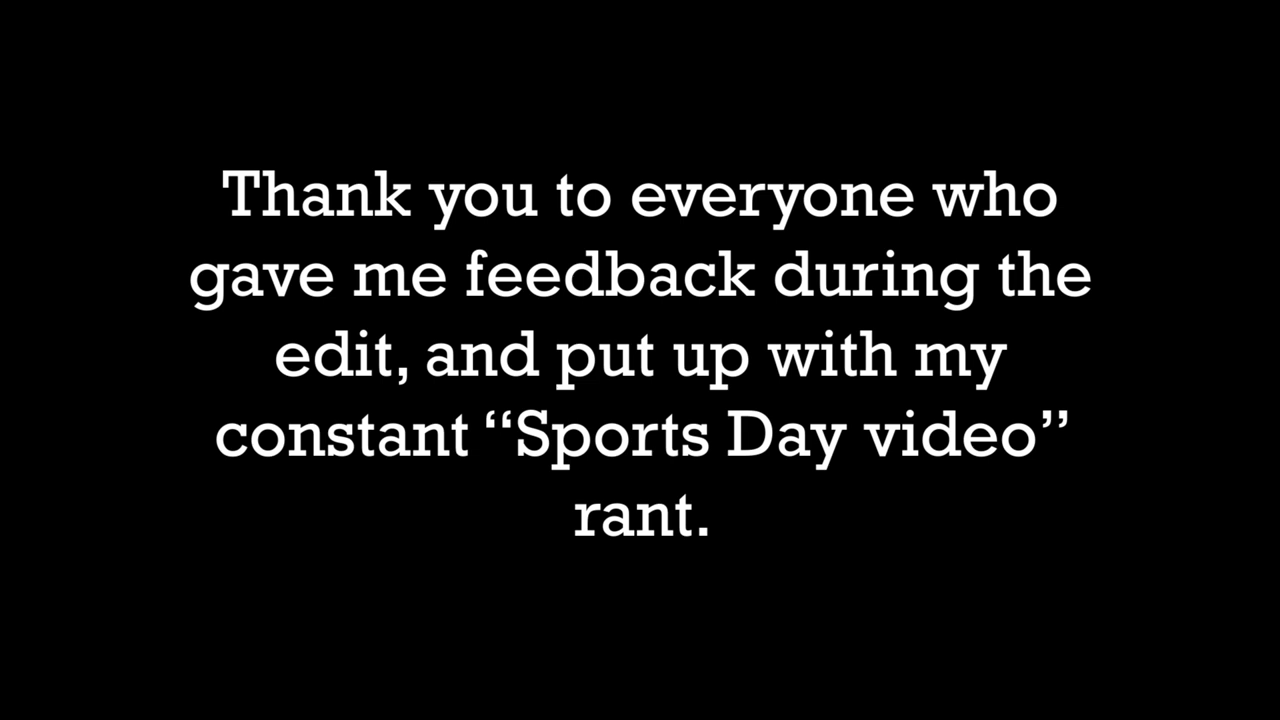 Thank you to everyone who
gave me feedback during the
edit, and put up with my
constant “Sports Day video”
rant.